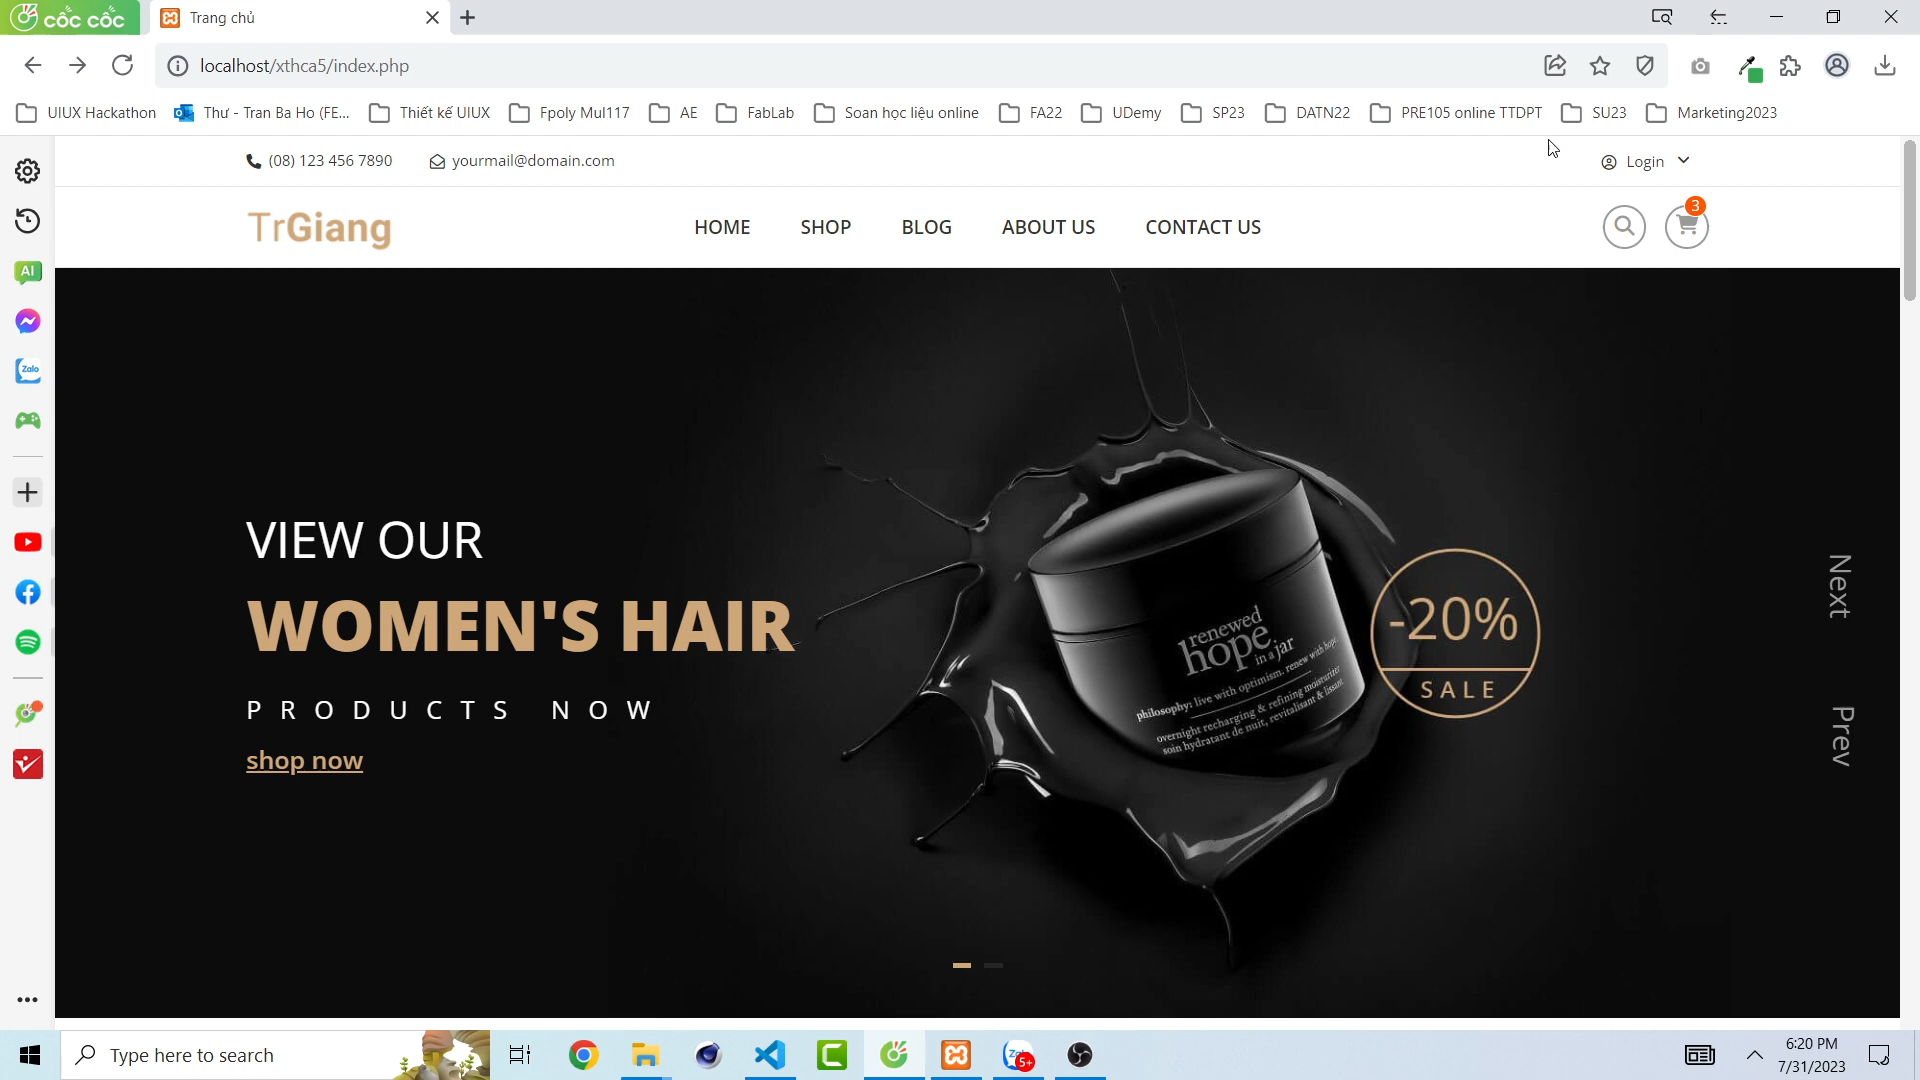 cốc cốc
Trang chủ
localhost/xthca5/index.php
UIUX Hackathon
Thư - Tran Ba Ho (FE...
Thiết kế UIUX
Fpoly Mul117
AE
FabLab
Soan học liệu online
FA22
UDemy
SP23
DATN22
PRE105 online TTDPT
SU23
Marketing2023
(08) 123 456 7890
yourmail@domain.com
Login
TrGiang
HOME
SHOP
BLOG
ABOUT US
CONTACT US
3
AI
Zalo
VIEW OUR
WOMEN'S HAIR
PRODUCTS NOW
shop now
renewed
hope
in a jar
philosophy: live with optimism. renew with hope.
overnight recharging & refining moisturizer
soin hydratant de nuit, revitalisant & lissant
-20%
SALE
Next
Prev
Type here to search
5+
6:20 PM
7/31/2023